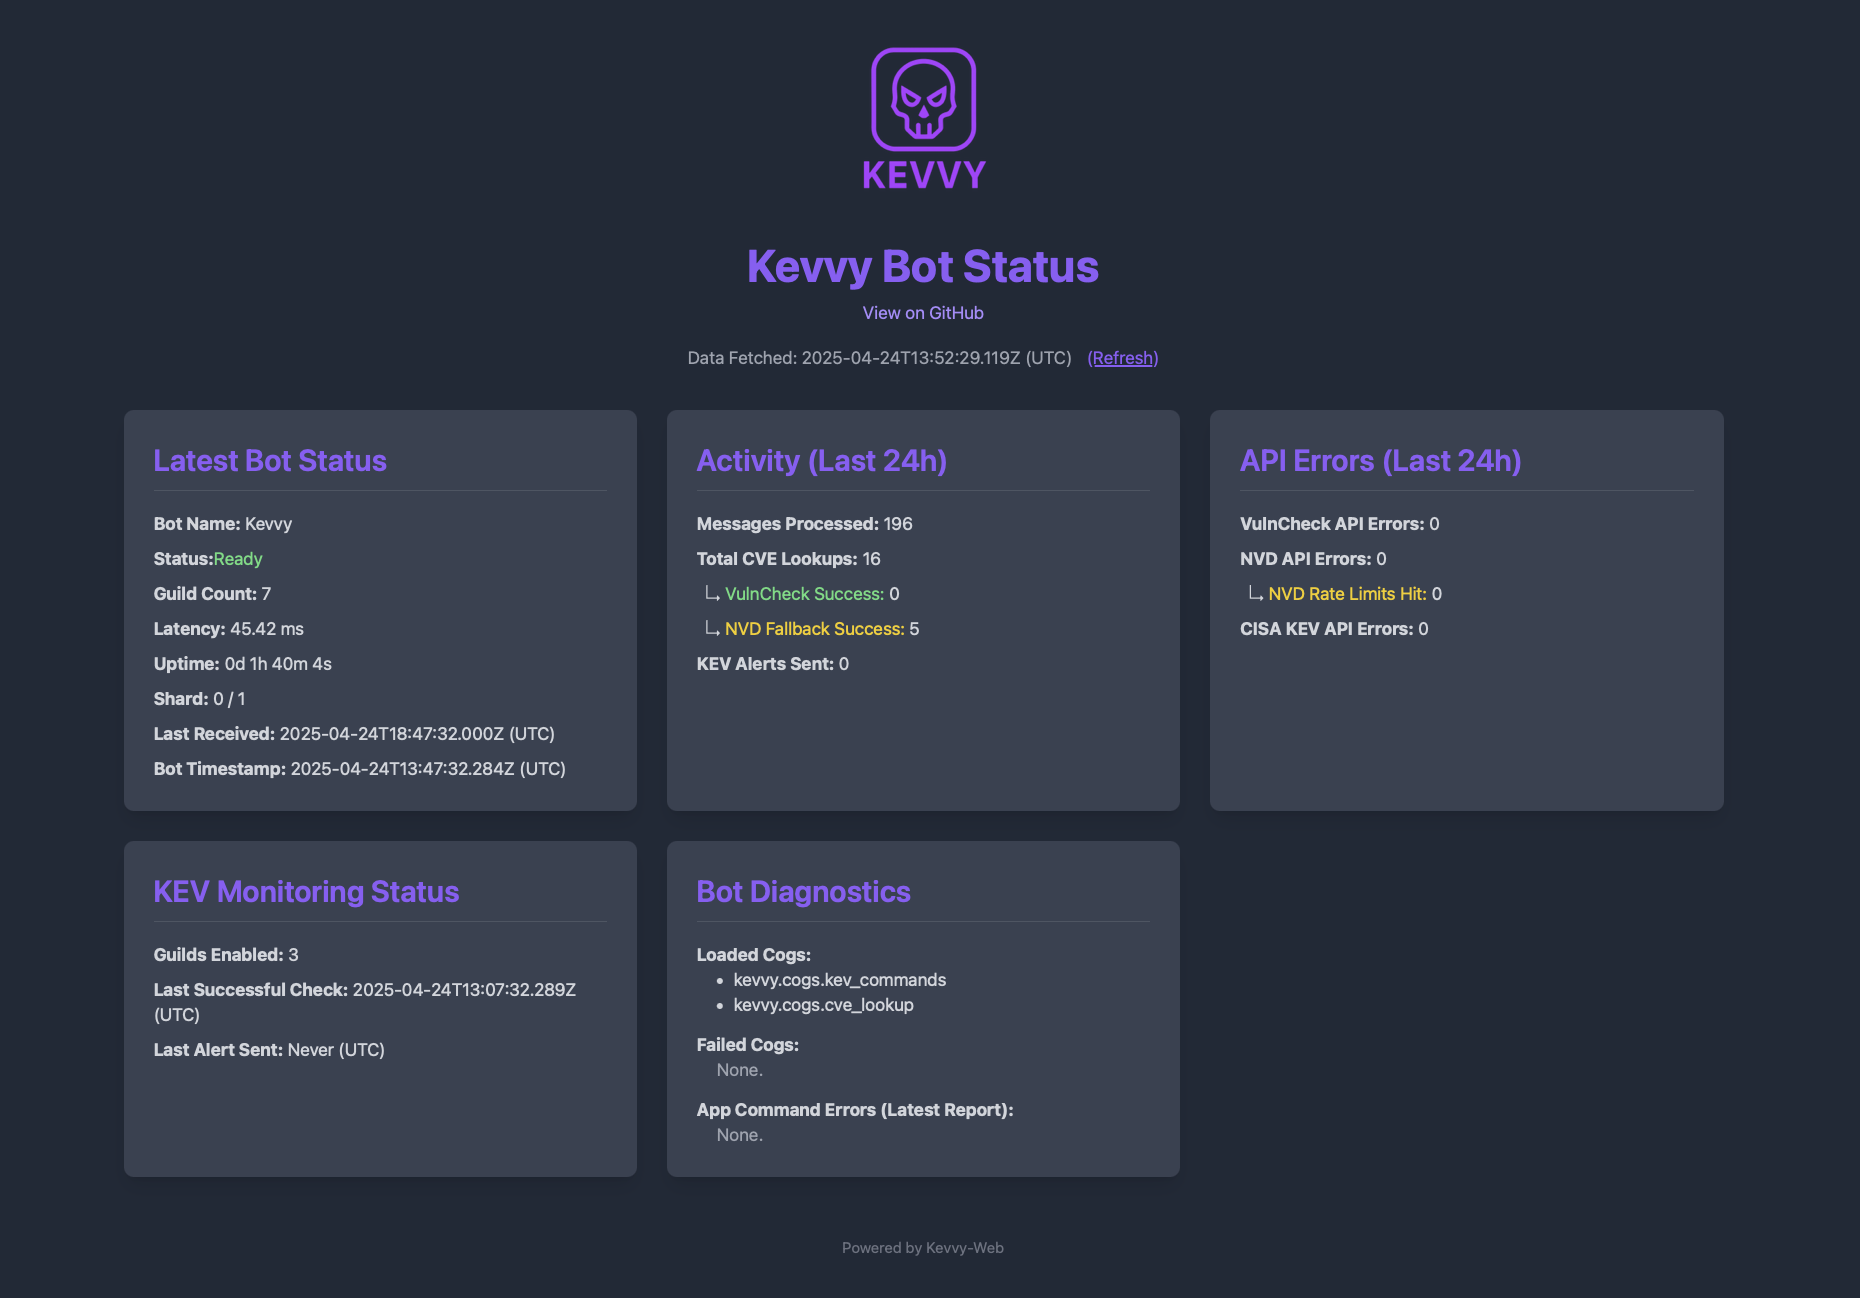 KEVVY
Kevvy Bot Status
View on GitHub
Data Fetched: 2025-04-24T13:52:29.119Z (UTC) (Refresh)
Latest Bot Status
Bot Name: Kevvy
Status:Ready
Guild Count: 7
Latency: 45.42 ms
Uptime: 0d 1h 40m 4s
Shard: 0 / 1
Last Received: 2025-04-24T18:47:32.000Z (UTC)
Bot Timestamp: 2025-04-24T13:47:32.284Z (UTC)
Activity (Last 24h)
Messages Processed: 196
Total CVE Lookups: 16
VulnCheck Success: 0
NVD Fallback Success: 5
KEV Alerts Sent: 0
API Errors (Last 24h)
VulnCheck API Errors: 0
NVD API Errors: 0
NVD Rate Limits Hit: 0
CISA KEV API Errors: 0
KEV Monitoring Status
Guilds Enabled: 3
Last Successful Check: 2025-04-24T13:07:32.289Z
(UTC)
Last Alert Sent: Never (UTC)
Bot Diagnostics
Loaded Cogs:
• kevvy.cogs.kev_commands
• kevvy.cogs.cve_lookup
Failed Cogs:
None.
App Command Errors (Latest Report):
None.
Powered by Kevvy-Web